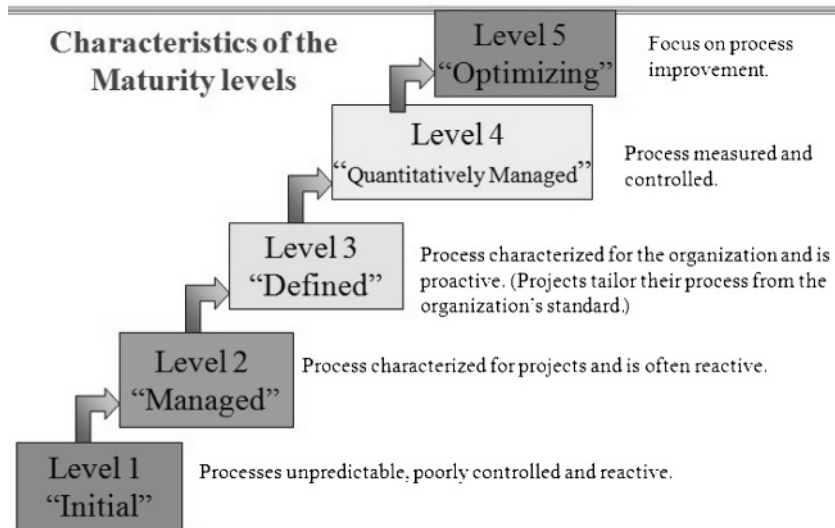 Characteristics of the
Maturity levels
Level 5
“Optimizing”
Focus on process
improvement.
Level 4
“Quantitatively Managed”
Process measured and
controlled.
Level 3
“Defined”
Process characterized for the organization and is
proactive. (Projects tailor their process from the
organization's standard.)
Level 2
“Managed”
Process characterized for projects and is often reactive.
Level 1
“Initial”
Processes unpredictable, poorly controlled and reactive.